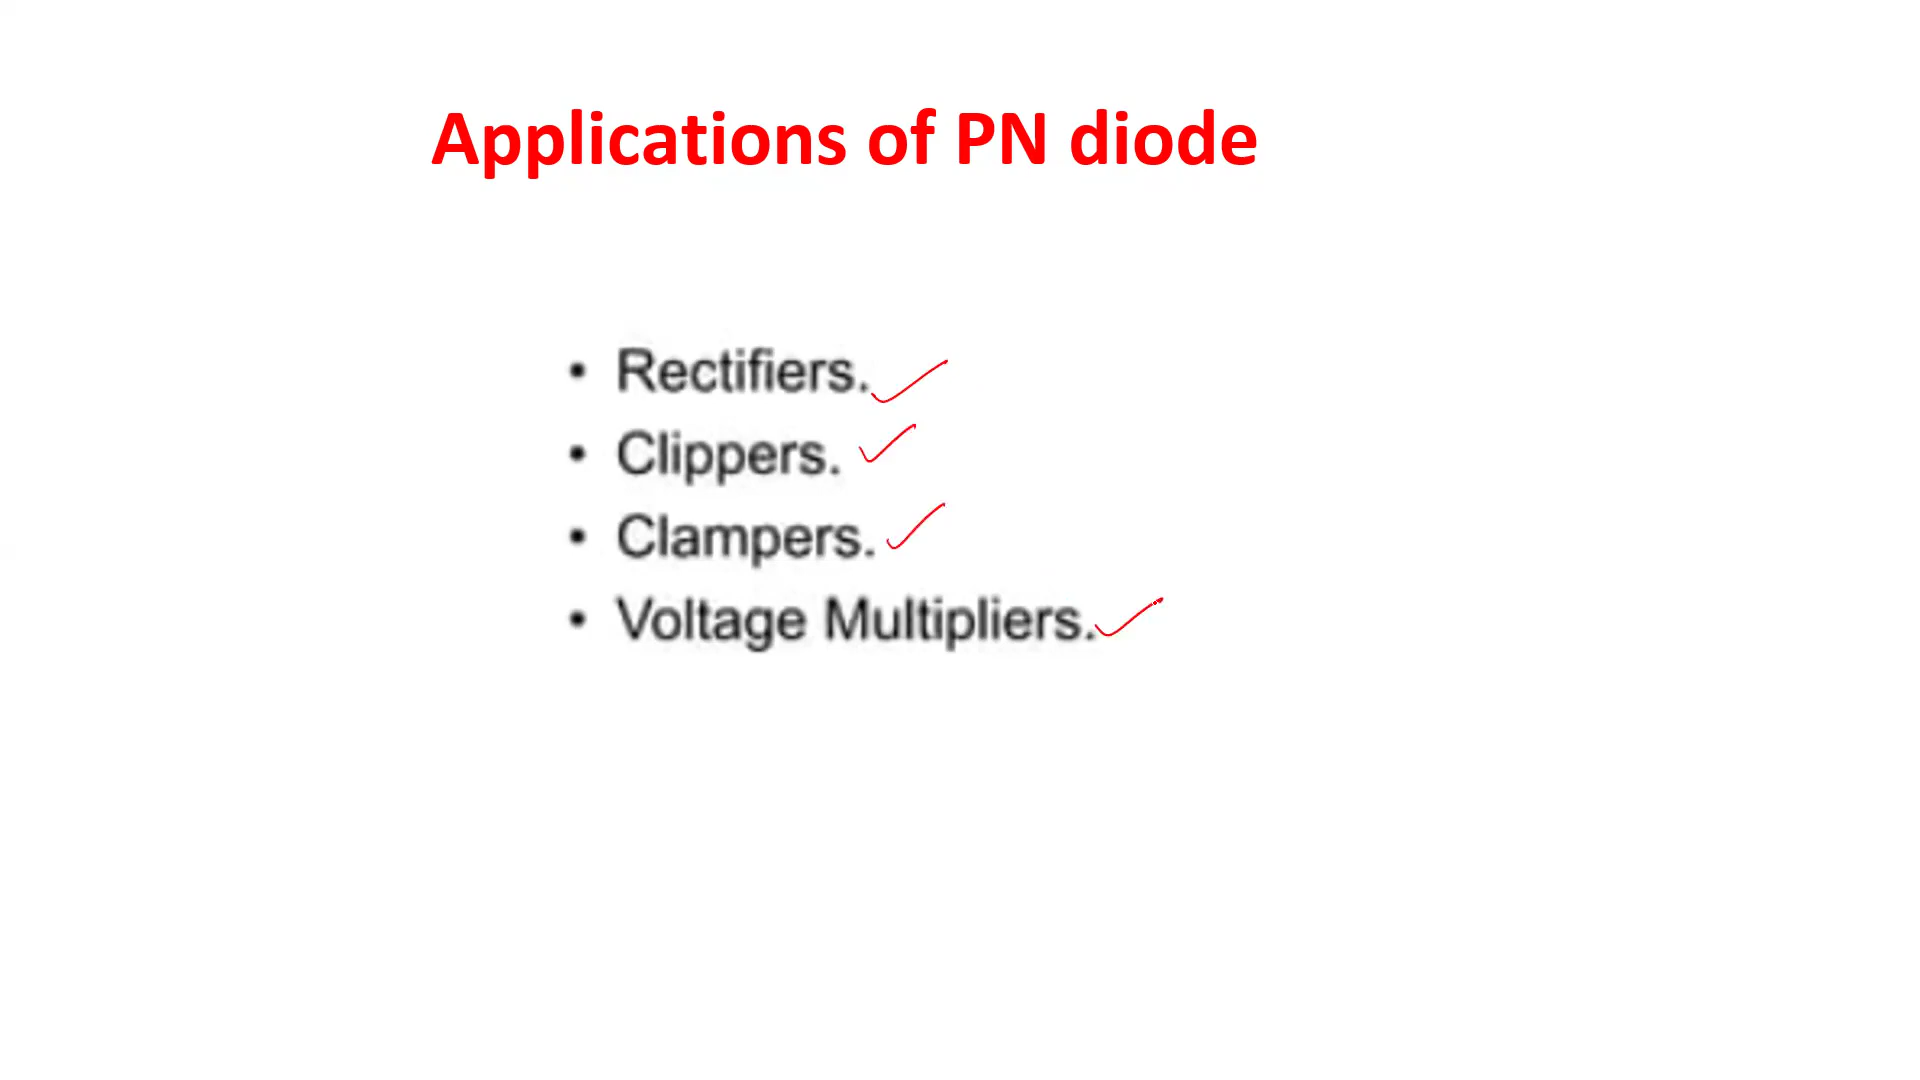 Applications of PN diode
• Rectifiers.
• Clippers.
• Clampers.
• Voltage Multipliers.